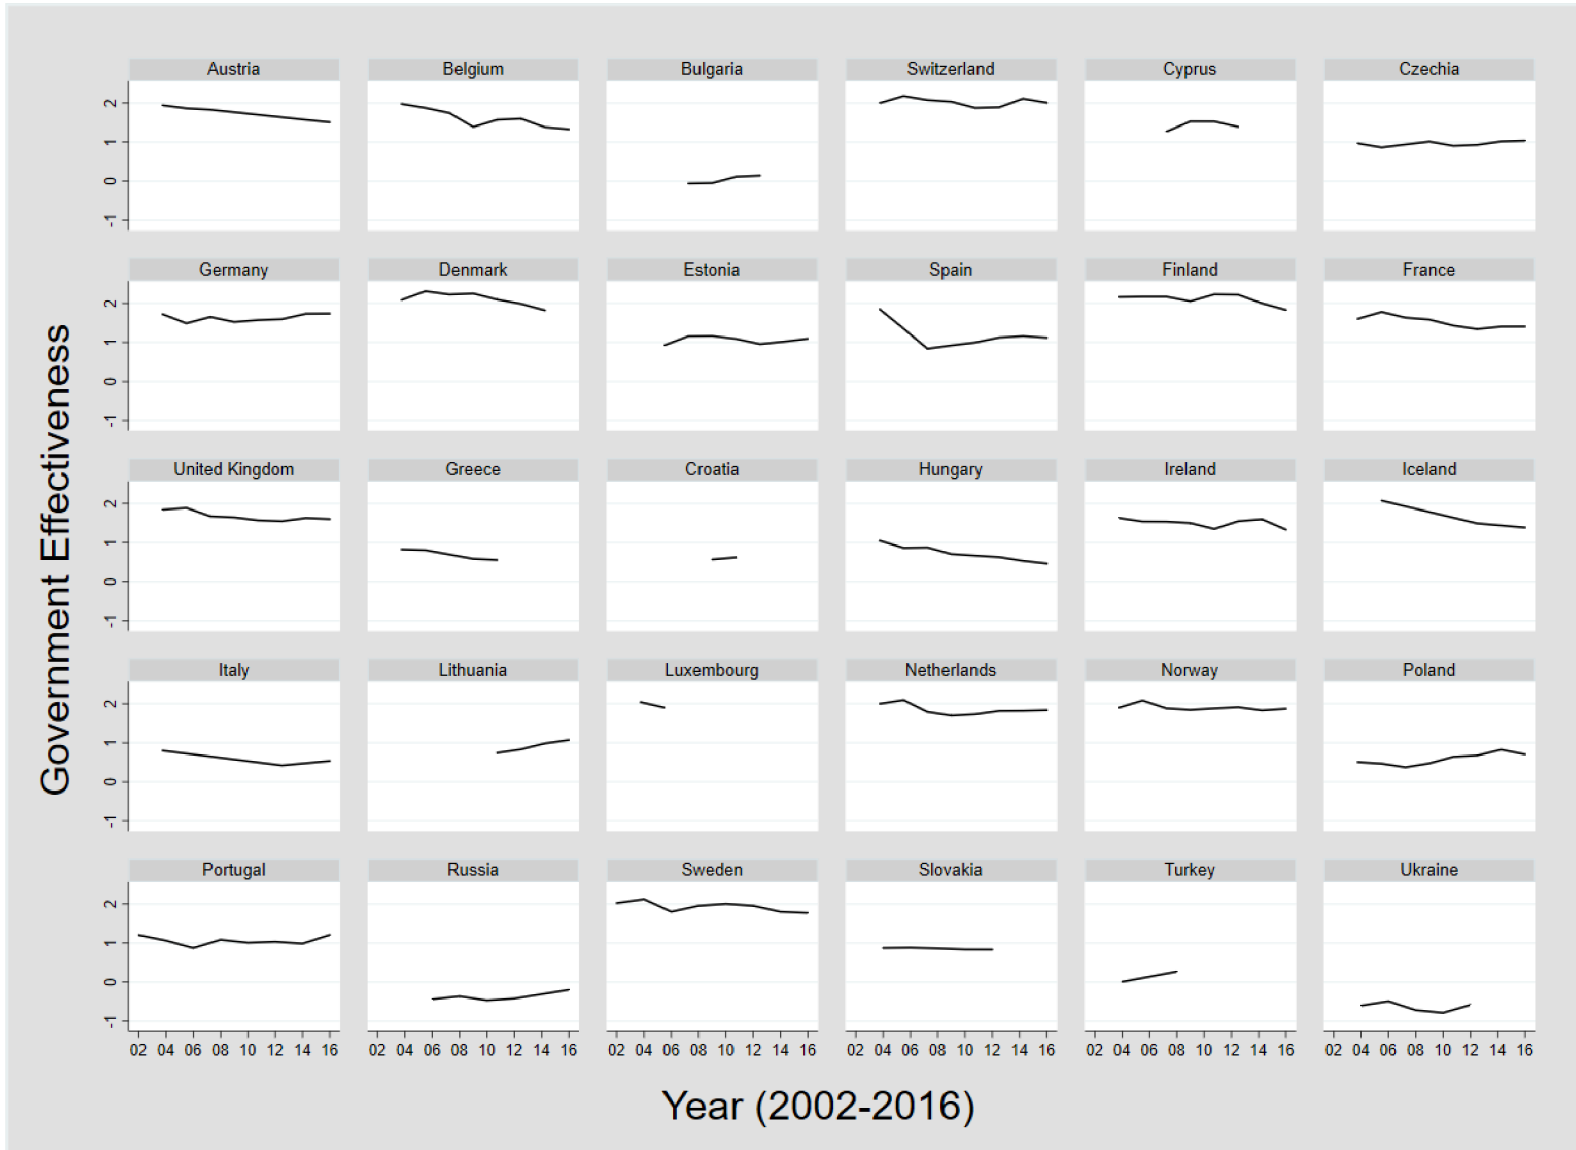 Government Effectiveness
Austria Belgium Bulgaria Switzerland Cyprus Czechia
2
1
0
-1
Germany Denmark Estonia Spain Finland France
2
1
0
-1
United Kingdom Greece Croatia Hungary Ireland Iceland
2
1
0
-1
Italy Lithuania Luxembourg Netherlands Norway Poland
2
1
0
-1
Portugal Russia Sweden Slovakia Turkey Ukraine
2
1
0
-1
02 04 06 08 10 12 14 16 02 04 06 08 10 12 14 16 02 04 06 08 10 12 14 16 02 04 06 08 10 12 14 16 02 04 06 08 10 12 14 16 02 04 06 08 10 12 14 16
Year (2002-2016)